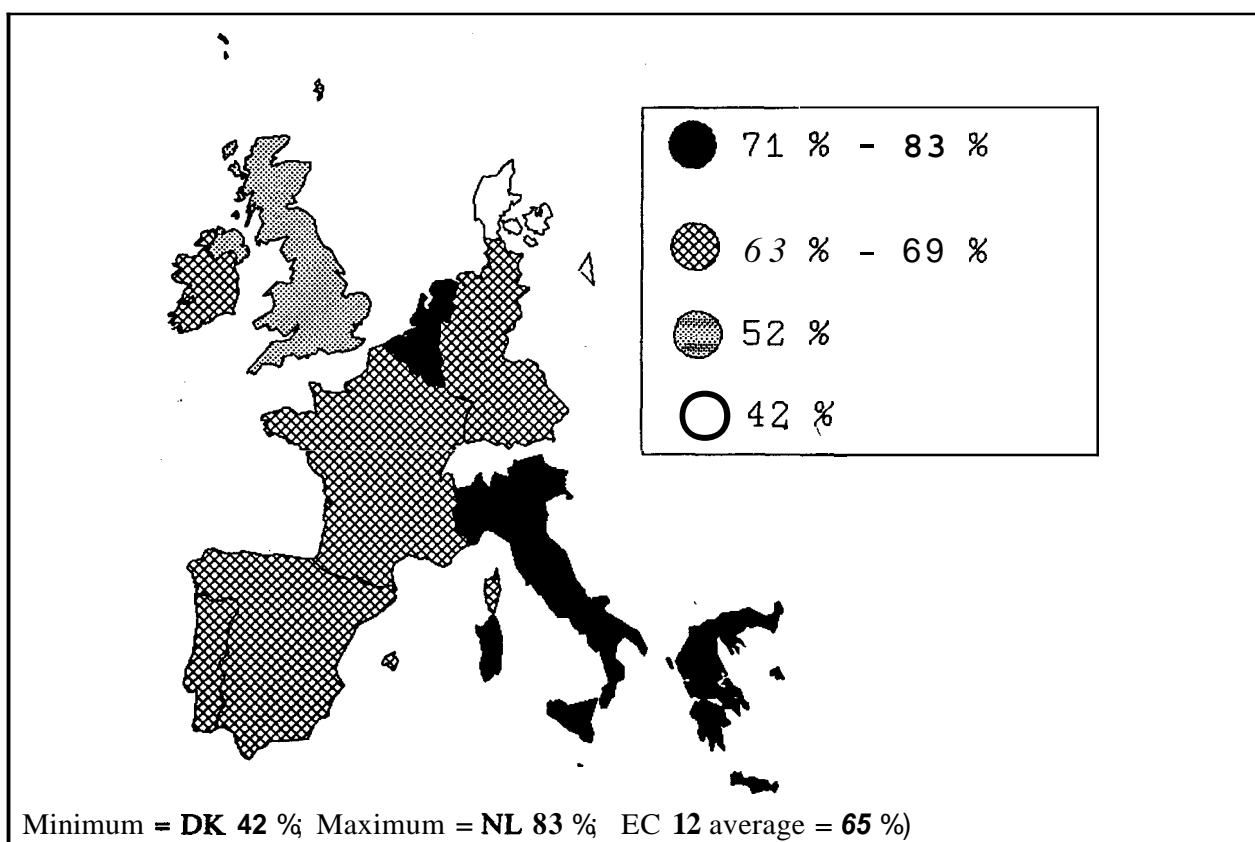 71 % - 83 %
63 % - 69 %
52 %
42 %
Minimum = DK 42 %; Maximum = NL 83 %; EC 12 average = 65 %)